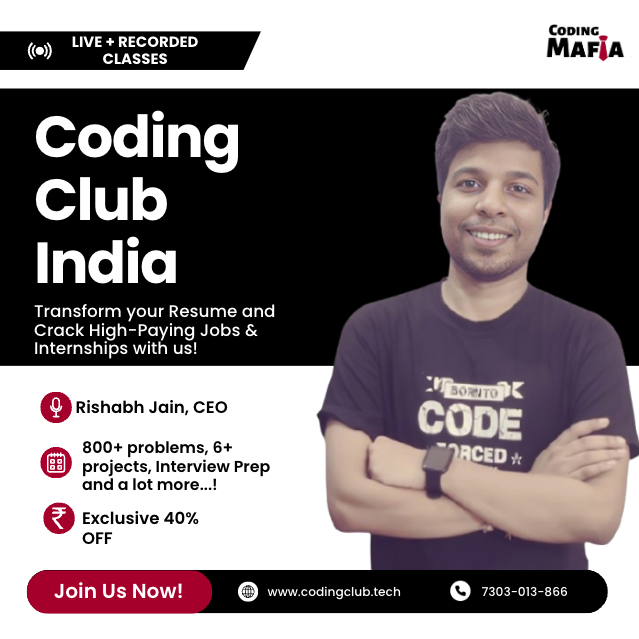 LIVE + RECORDED
CLASSES
CODING
MAFIA
Coding
Club
India
Transform your Resume and
Crack High-Paying Jobs &
Internships with us!
BORN TO
CODE
FORCED
Rishabh Jain, CEO
800+ problems, 6+
projects, Interview Prep
and a lot more...!
₹
Exclusive 40%
OFF
Join Us Now!
www.codingclub.tech
7303-013-866